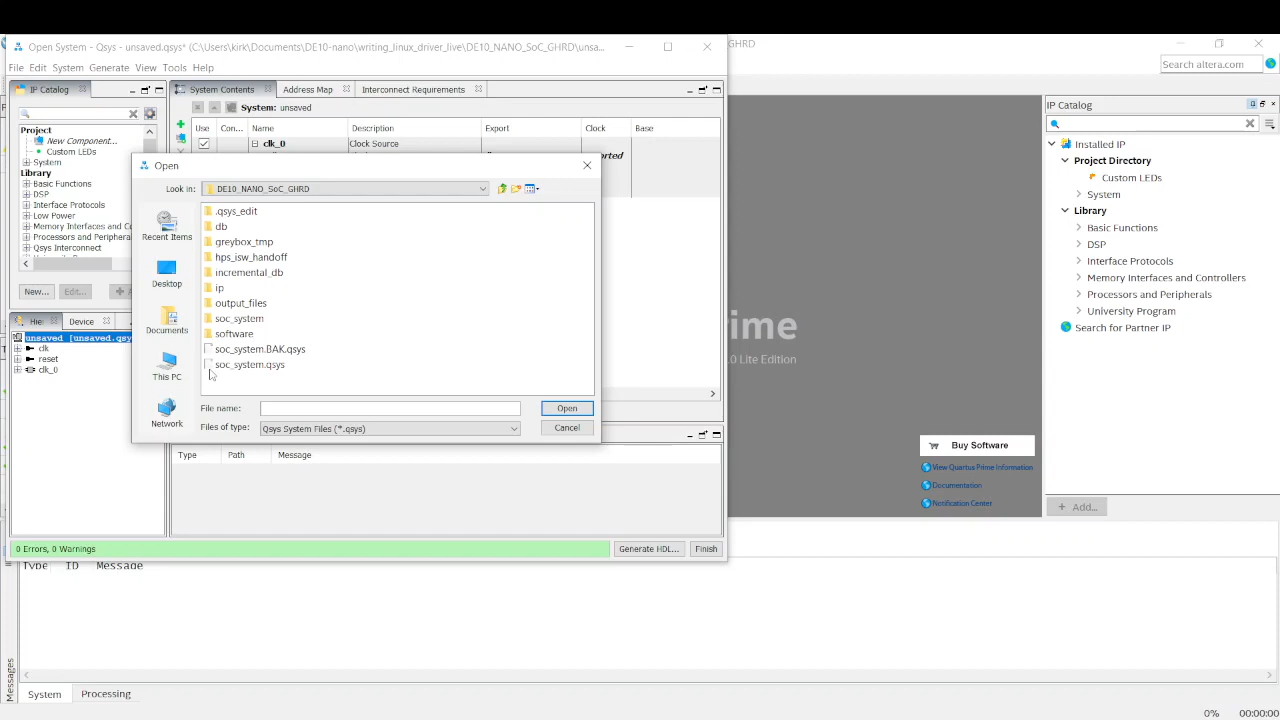 Open System - Qsys - unsaved.qsys* (C:\Users\kirk\Documents\DE10-nano\writing_linux_driver_live\DE10_NANO_SoC_GHRD\unsa...
GHRD
File Edit System Generate View Tools Help
Search altera.com
IP Catalog
System Contents
Address Map
Interconnect Requirements
System: unsaved
Use Con... Name Description Export Clock Base
clk_0 Clock Source
orted
Project
New Component...
Custom LEDs
System
Library
Basic Functions
DSP
Interface Protocols
Memory Interfaces and C
Processors and Periphera
Qsys Interconnect
New... Edit...
Hie
Device
unsaved [unsaved.qsy
clk
reset
clk_0
Open
Look in: DE10_NANO_SoC_GHRD
Recent Items
Desktop
Documents
This PC
Network
.qsys_edit
db
greybox_tmp
hps_isw_handoff
incremental_db
ip
output_files
soc_system
software
soc_system.BAK.qsys
soc_system.qsys
File name:
Open
Files of type: Qsys System Files (*.qsys)
Cancel
Type Path Message
0 Errors, 0 Warnings
Generate HDL... Finish
ime
.0 Lite Edition
Buy Software
View Quartus Prime Information
Documentation
Notification Center
IP Catalog
Installed IP
Project Directory
Custom LEDs
System
Library
Basic Functions
DSP
Interface Protocols
Memory Interfaces and Controllers
Processors and Peripherals
University Program
Search for Partner IP
+ Add...
Type ID Message
Messages
System Processing
0% 00:00:00